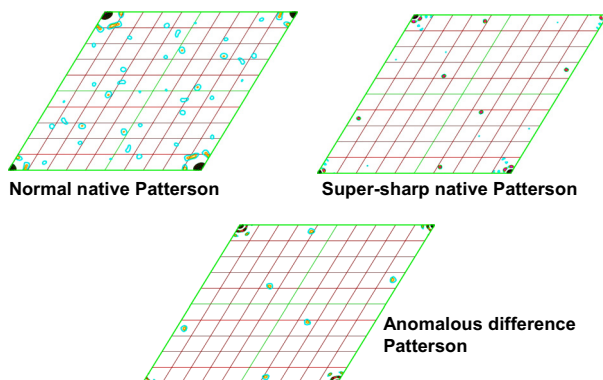 Normal native Patterson
Super-sharp native Patterson
Anomalous difference
Patterson